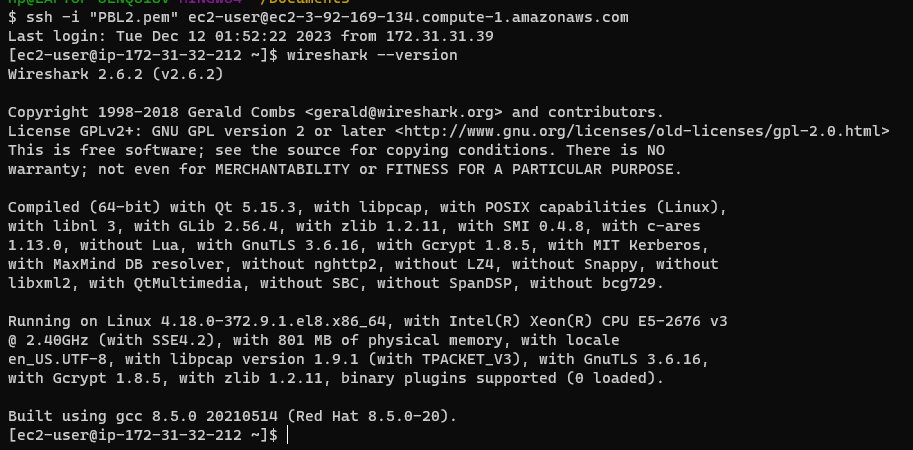 $ ssh -i "PBL2.pem" ec2-user@ec2-3-92-169-134.compute-1.amazonaws.com
Last login: Tue Dec 12 01:52:22 2023 from 172.31.31.39
[ec2-user@ip-172-31-32-212 ~]$ wireshark --version
Wireshark 2.6.2 (v2.6.2)
Copyright 1998-2018 Gerald Combs <gerald@wireshark.org> and contributors.
License GPLv2+: GNU GPL version 2 or later <http://www.gnu.org/licenses/old-licenses/gpl-2.0.html>
This is free software; see the source for copying conditions. There is NO
warranty; not even for MERCHANTABILITY or FITNESS FOR A PARTICULAR PURPOSE.
Compiled (64-bit) with Qt 5.15.3, with libpcap, with POSIX capabilities (Linux),
with libnl 3, with GLib 2.56.4, with zlib 1.2.11, with SMI 0.4.8, with c-ares
1.13.0, without Lua, with GnuTLS 3.6.16, with Gcrypt 1.8.5, with MIT Kerberos,
with MaxMind DB resolver, without nghttp2, without LZ4, without Snappy, without
libxml2, with QtMultimedia, without SBC, without SpanDSP, without bcg729.
Running on Linux 4.18.0-372.9.1.el8.x86_64, with Intel(R) Xeon(R) CPU E5-2676 v3
@ 2.40GHz (with SSE4.2), with 801 MB of physical memory, with locale
en_US.UTF-8, with libpcap version 1.9.1 (with TPACKET_V3), with GnuTLS 3.6.16,
with Gcrypt 1.8.5, with zlib 1.2.11, binary plugins supported (0 loaded).
Built using gcc 8.5.0 20210514 (Red Hat 8.5.0-20).
[ec2-user@ip-172-31-32-212 ~]$